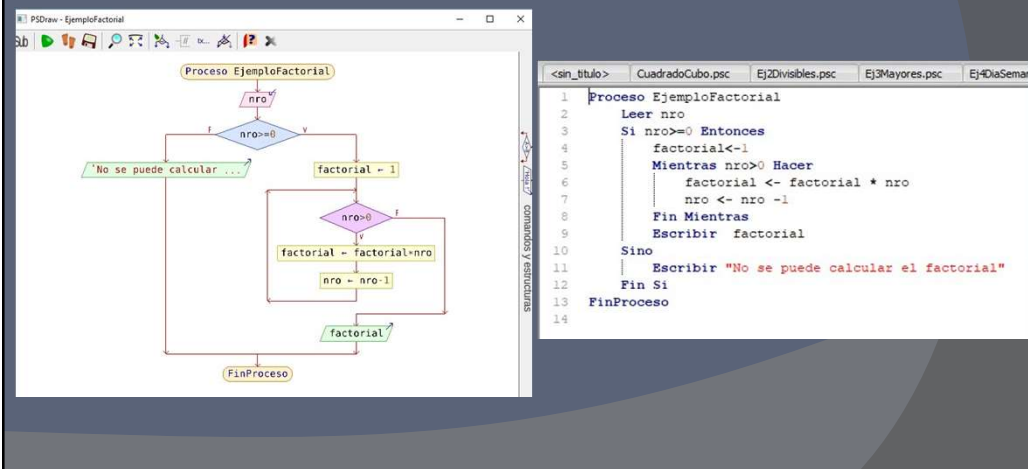 PSDraw - EjemploFactorial
Proceso EjemploFactorial
nro
F
nro>=0
V
'No se puede calcular ...'
factorial ← 1
nro>0
F
V
factorial ← factorial*nro
nro ← nro-1
factorial
FinProceso
comandos y estructuras
<sin_titulo>
CuadradoCubo.psc
Ej2Divisibles.psc
Ej3Mayores.psc
Ej4DiaSeman
1 Proceso EjemploFactorial
2 Leer nro
3 Si nro>=0 Entonces
4 factorial<-1
5 Mientras nro>0 Hacer
6 factorial <- factorial * nro
7 nro <- nro -1
8 Fin Mientras
9 Escribir factorial
10 Sino
11 Escribir "No se puede calcular el factorial"
12 Fin Si
13 FinProceso
14